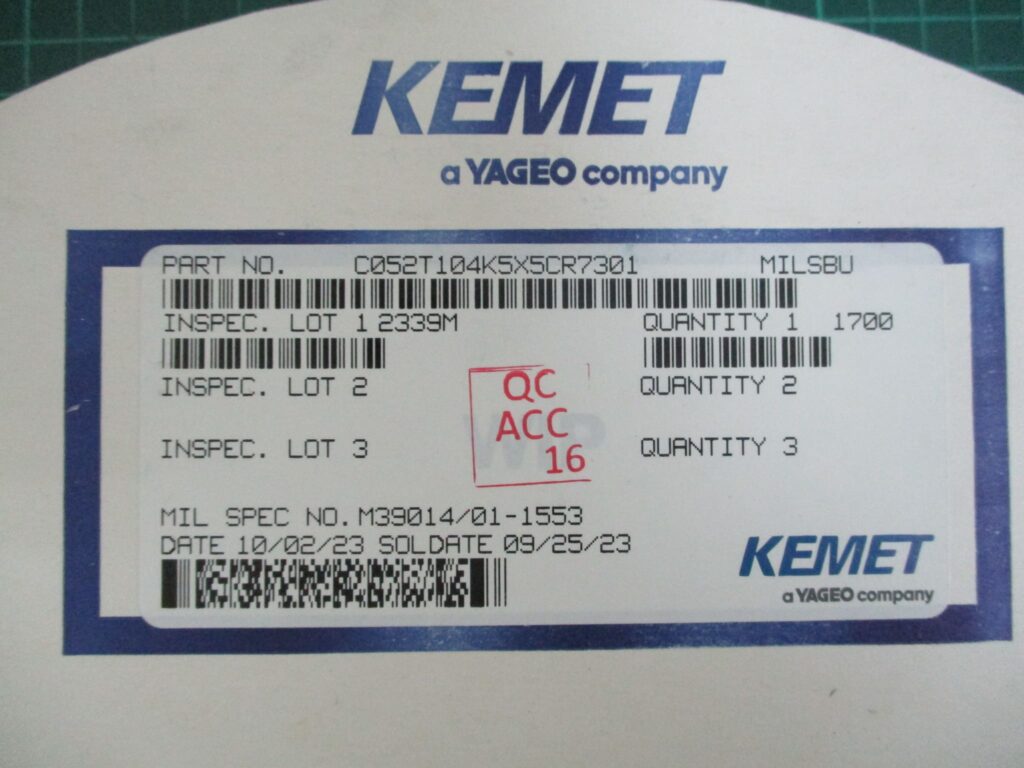 KEMET
a YAGEO company
PART NO. C052T104K5X5CR7301 MILSBU
INSPEC. LOT 1 2339M QUANTITY 1 1700
INSPEC. LOT 2 QUANTITY 2
INSPEC. LOT 3 QUANTITY 3
QC
ACC
16
WIP
MIL SPEC NO. M39014/01-1553
DATE 10/02/23 SOLDATE 09/25/23
KEMET
a YAGEO company